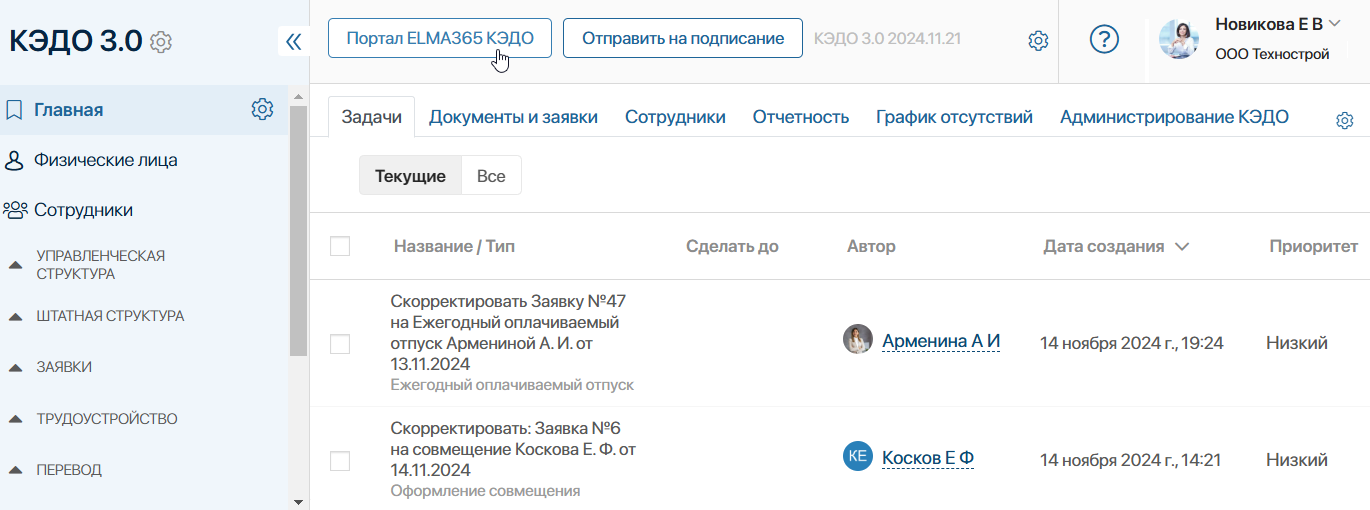 КЭДО 3.0
Портал ELMA365 КЭДО
Отправить на подписание
КЭДО 3.0 2024.11.21
Новикова Е В
ООО Технострой
Главная
Физические лица
Сотрудники
УПРАВЛЕНЧЕСКАЯ
СТРУКТУРА
ШТАТНАЯ СТРУКТУРА
ЗАЯВКИ
ТРУДОУСТРОЙСТВО
ПЕРЕВОД
Задачи
Документы и заявки
Сотрудники
Отчетность
График отсутствий
Администрирование КЭДО
Текущие
Все
Название / Тип
Сделать до
Автор
Дата создания
Приоритет
Скорректировать Заявку №47
на Ежегодный оплачиваемый
отпуск Армениной А. И. от
13.11.2024
Ежегодный оплачиваемый отпуск
Арменина А И
14 ноября 2024 г., 19:24
Низкий
Скорректировать: Заявка №6
на совмещение Коскова Е. Ф. от
14.11.2024
Оформление совмещения
КЕ
Косков Е Ф
14 ноября 2024 г., 14:21
Низкий